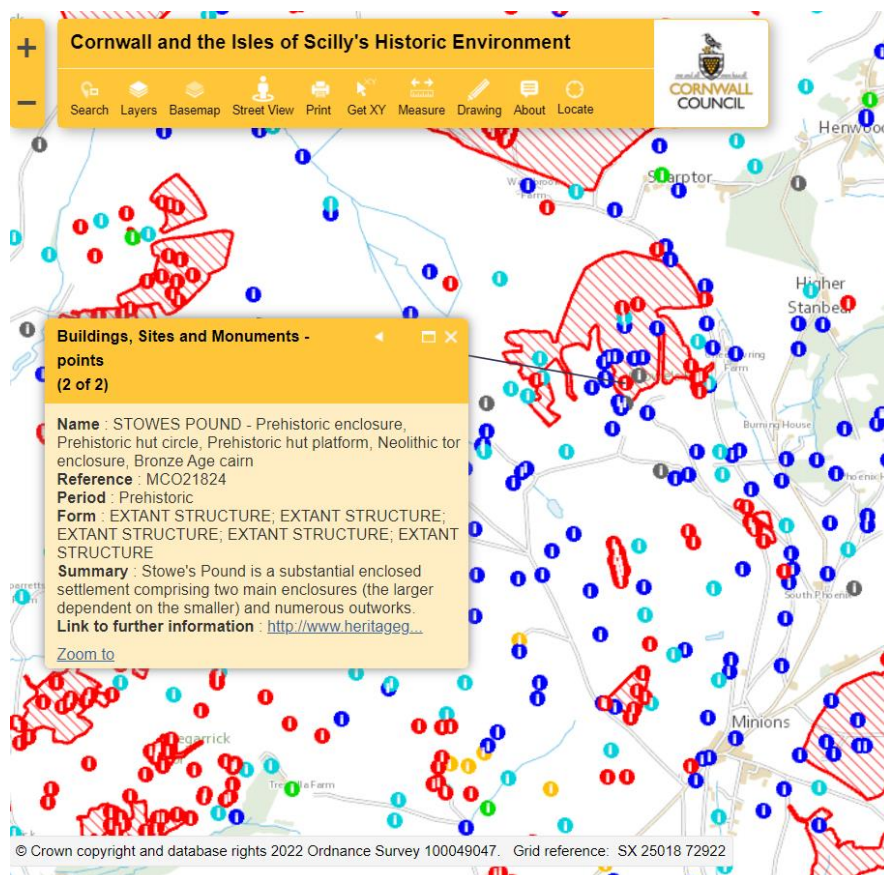 +
−
Cornwall and the Isles of Scilly's Historic Environment
Search Layers Basemap Street View Print Get XY Measure Drawing About Locate
CORNWALL
COUNCIL
Henwood
Sharptor
Farm
Higher
Stanbear
Farm
Burning House
Buildings, Sites and Monuments -
points
(2 of 2)
Name : STOWES POUND - Prehistoric enclosure,
Prehistoric hut circle, Prehistoric hut platform, Neolithic tor
enclosure, Bronze Age cairn
Reference : MCO21824
Period : Prehistoric
Form : EXTANT STRUCTURE; EXTANT STRUCTURE;
EXTANT STRUCTURE; EXTANT STRUCTURE; EXTANT
STRUCTURE
Summary : Stowe's Pound is a substantial enclosed
settlement comprising two main enclosures (the larger
dependent on the smaller) and numerous outworks.
Link to further information : http://www.heritageg...
Zoom to
South Phoenix
Minions
Farm
© Crown copyright and database rights 2022 Ordnance Survey 100049047. Grid reference: SX 25018 72922